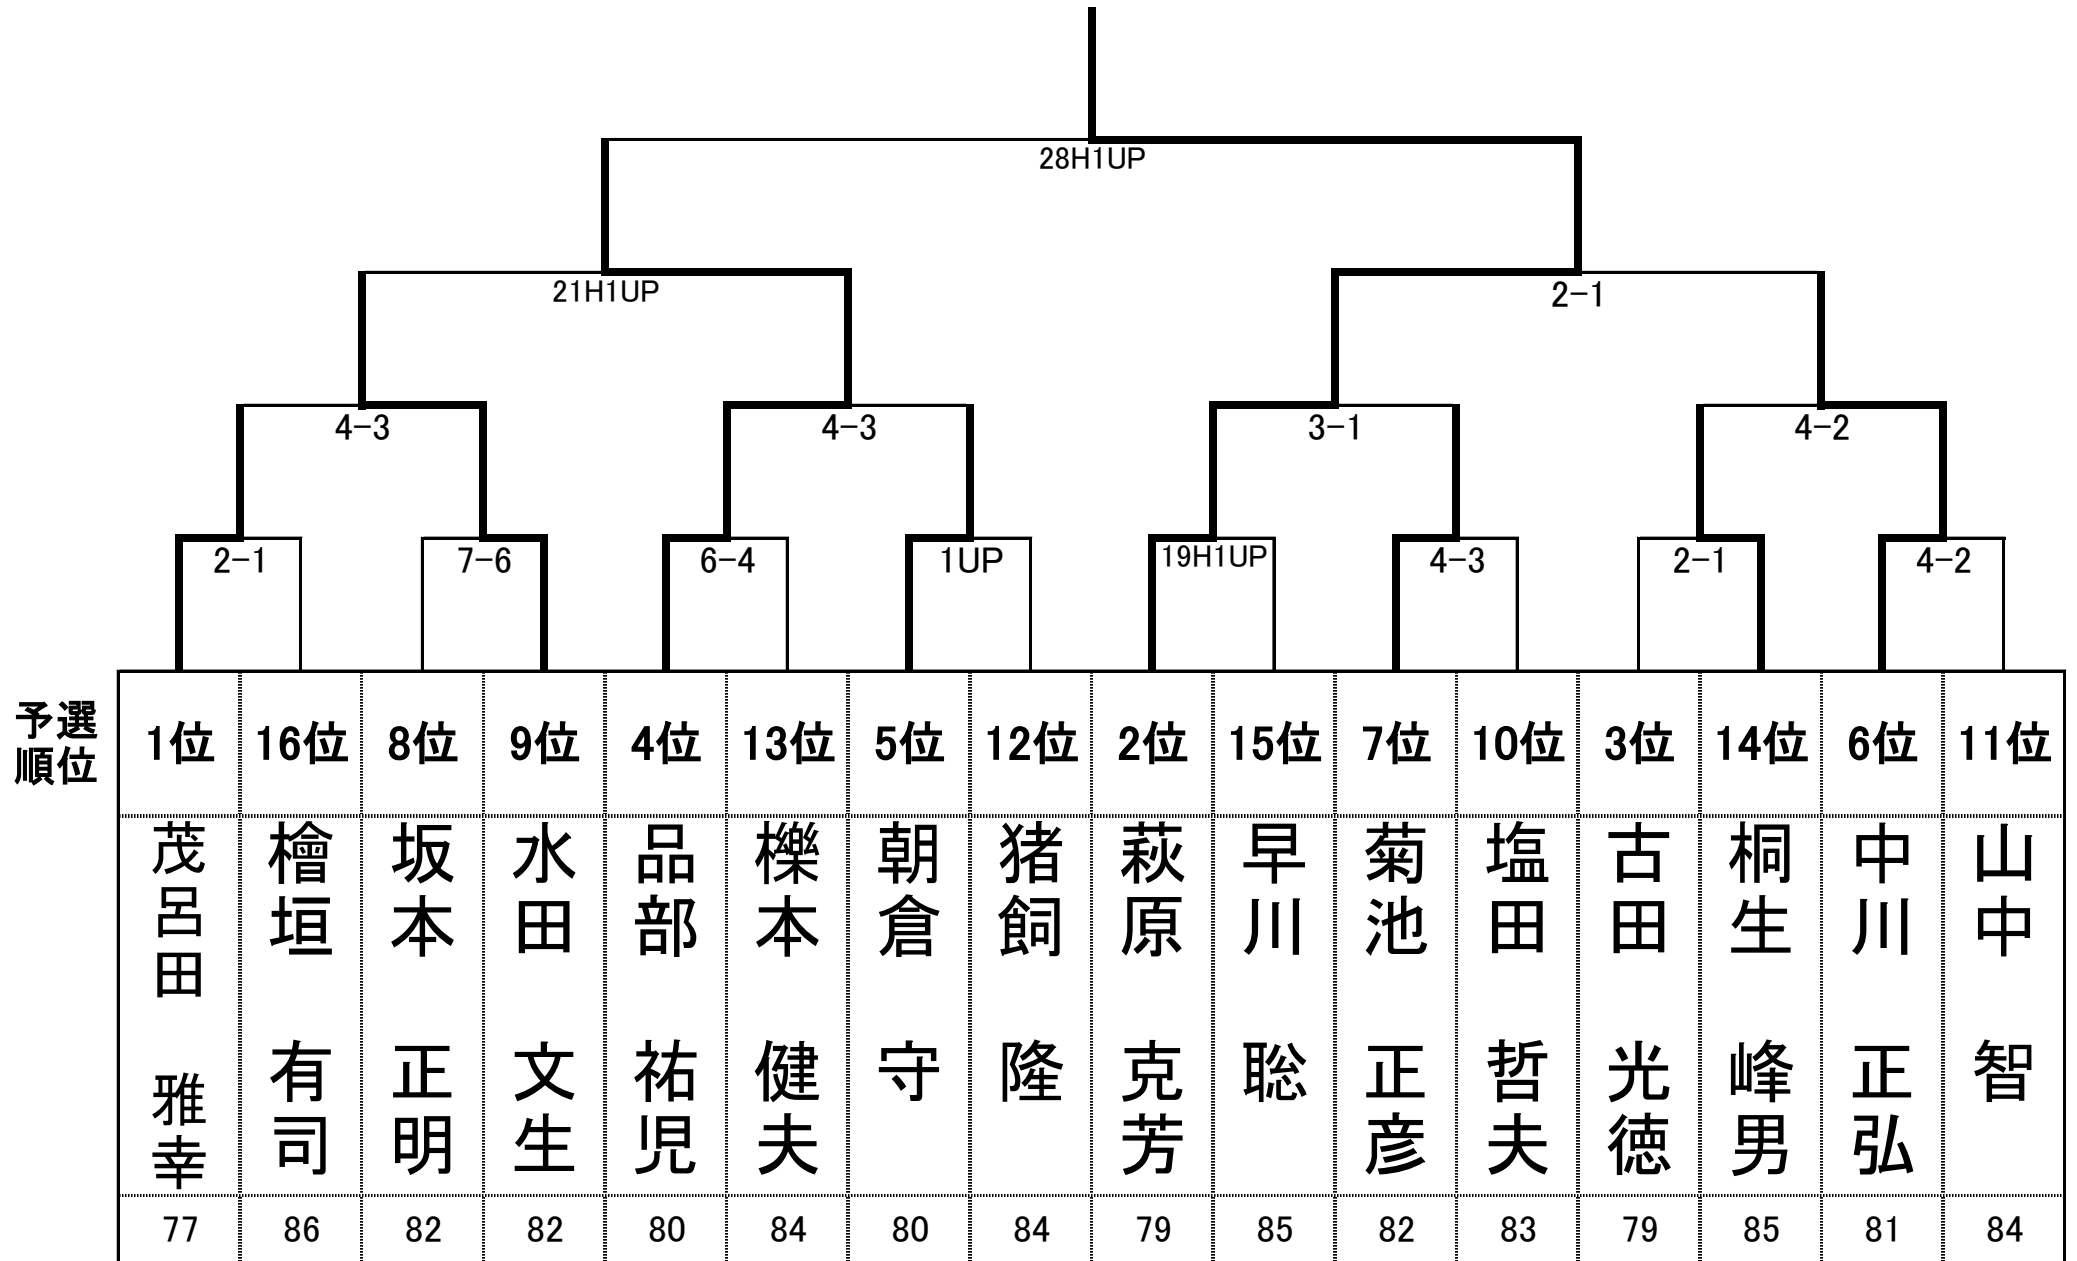 28H1UP
21H1UP
2-1
4-3
4-3
3-1
4-2
2-1
7-6
6-4
1UP
19H1UP
4-3
2-1
4-2
予選
順位
1位 16位 8位 9位 4位 13位 5位 12位 2位 15位 7位 10位 3位 14位 6位 11位
茂呂田 雅幸
檜垣 有司
坂本 正明
水田 文生
品部 祐児
櫟本 健夫
朝倉 守
猪飼 隆
萩原 克芳
早川 聡
菊池 正彦
塩田 哲夫
古田 光徳
桐生 峰男
中川 正弘
山中 智
77 86 82 82 80 84 80 84 79 85 82 83 79 85 81 84